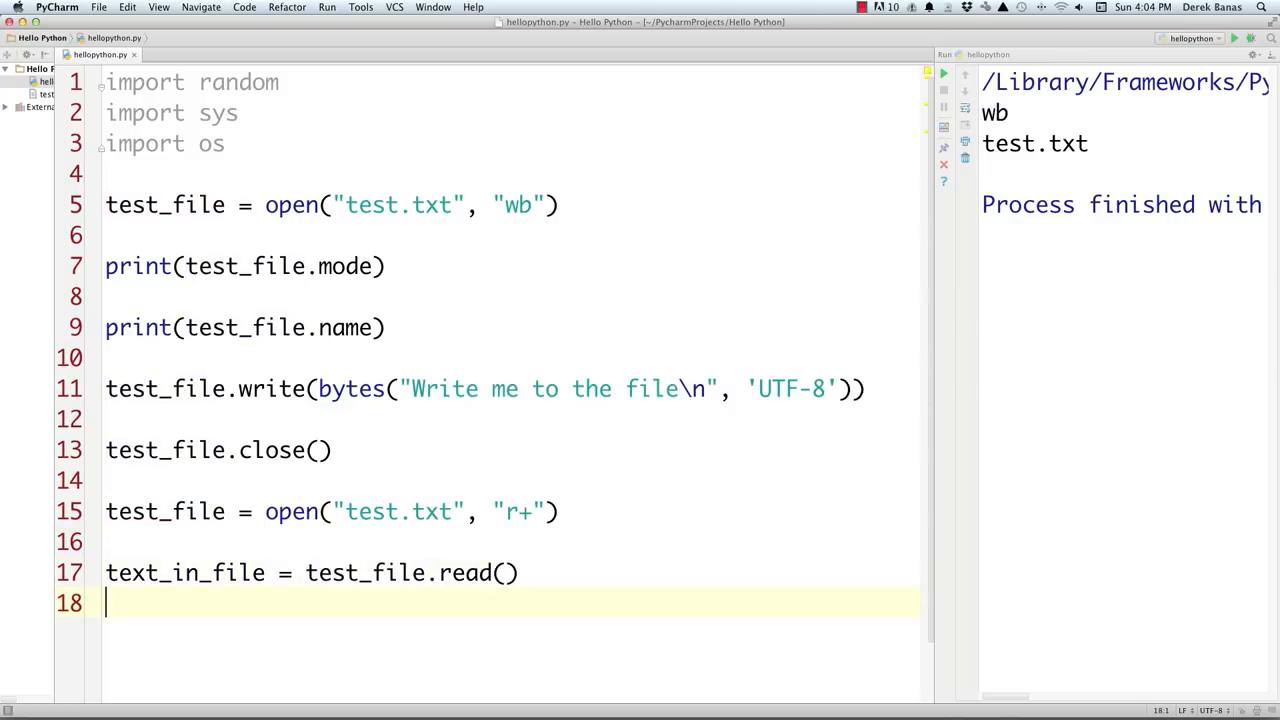 PyCharm File Edit View Navigate Code Refactor Run Tools VCS Window Help 10 Sun 4:04 PM Derek Banas
hellopython.py - Hello Python - [~/PycharmProjects/Hello Python]
Hello Python hellopython.py hellopython
hellopython.py Run hellopython
Hello P
hell
test
Extern
1 import random
2 import sys
3 import os
4
5 test_file = open("test.txt", "wb")
6
7 print(test_file.mode)
8
9 print(test_file.name)
10
11 test_file.write(bytes("Write me to the file\n", 'UTF-8'))
12
13 test_file.close()
14
15 test_file = open("test.txt", "r+")
16
17 text_in_file = test_file.read()
18
/Library/Frameworks/Py
wb
test.txt
Process finished with
18:1 LF UTF-8